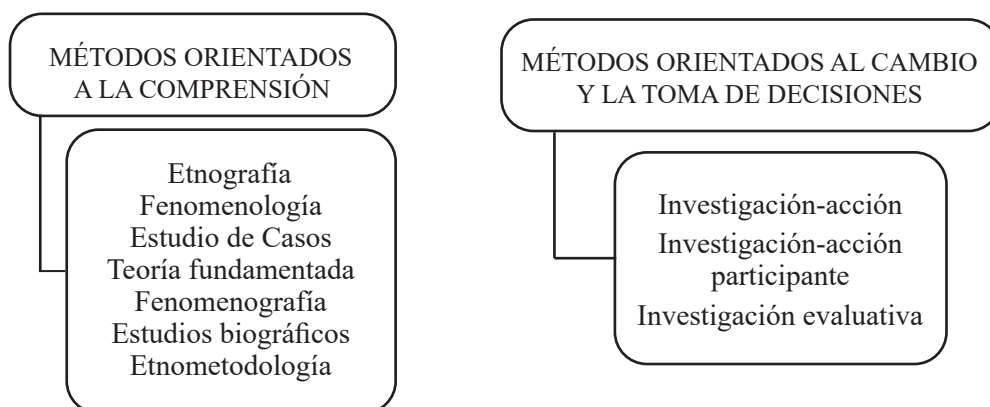 MÉTODOS ORIENTADOS
A LA COMPRENSIÓN
Etnografía
Fenomenología
Estudio de Casos
Teoría fundamentada
Fenomenografía
Estudios biográficos
Etnometodología
MÉTODOS ORIENTADOS AL CAMBIO
Y LA TOMA DE DECISIONES
Investigación-acción
Investigación-acción
participante
Investigación evaluativa